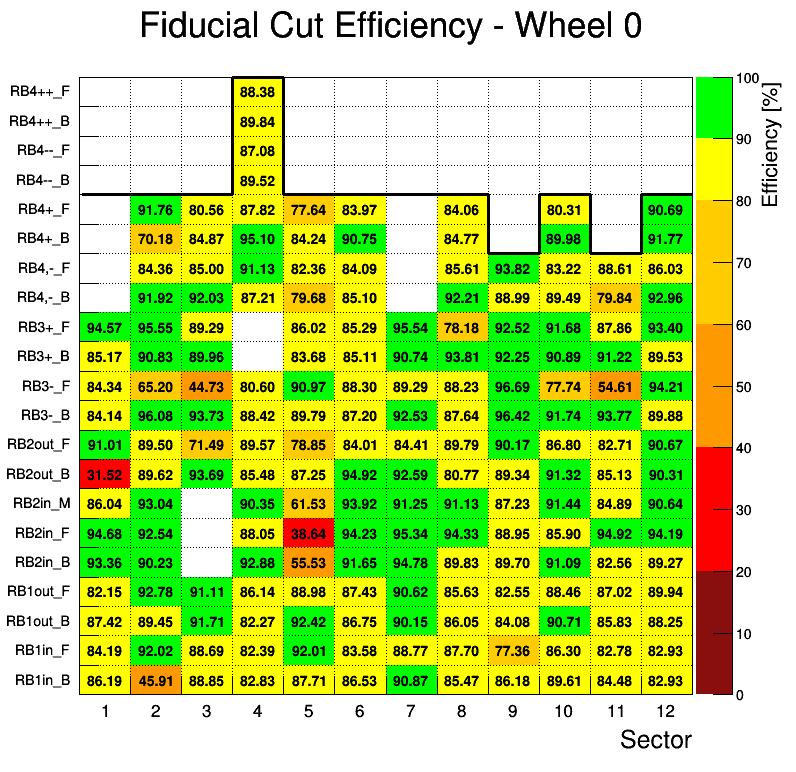 Fiducial Cut Efficiency - Wheel 0
RB4++_F 88.38
RB4++_B 89.84
RB4--_F 87.08
RB4--_B 89.52
RB4+_F 91.76 80.56 87.82 77.64 83.97 84.06 80.31 90.69
RB4+_B 70.18 84.87 95.10 84.24 90.75 84.77 89.98 91.77
RB4,-_F 84.36 85.00 91.13 82.36 84.09 85.61 93.82 83.22 88.61 86.03
RB4,-_B 91.92 92.03 87.21 79.68 85.10 92.21 88.99 89.49 79.84 92.96
RB3+_F 94.57 95.55 89.29 86.02 85.29 95.54 78.18 92.52 91.68 87.86 93.40
RB3+_B 85.17 90.83 89.96 83.68 85.11 90.74 93.81 92.25 90.89 91.22 89.53
RB3-_F 84.34 65.20 44.73 80.60 90.97 88.30 89.29 88.23 96.69 77.74 54.61 94.21
RB3-_B 84.14 96.08 93.73 88.42 89.79 87.20 92.53 87.64 96.42 91.74 93.77 89.88
RB2out_F 91.01 89.50 71.49 89.57 78.85 84.01 84.41 89.79 90.17 86.80 82.71 90.67
RB2out_B 31.52 89.62 93.69 85.48 87.25 94.92 92.59 80.77 89.34 91.32 85.13 90.31
RB2in_M 86.04 93.04 90.35 61.53 93.92 91.25 91.13 87.23 91.44 84.89 90.64
RB2in_F 94.68 92.54 88.05 38.64 94.23 95.34 94.33 88.95 85.90 94.92 94.19
RB2in_B 93.36 90.23 92.88 55.53 91.65 94.78 89.83 89.70 91.09 82.56 89.27
RB1out_F 82.15 92.78 91.11 86.14 88.98 87.43 90.62 85.63 82.55 88.46 87.02 89.94
RB1out_B 87.42 89.45 91.71 82.27 92.42 86.75 90.15 86.05 84.08 90.71 85.83 88.25
RB1in_F 84.19 92.02 88.69 82.39 92.01 83.58 88.77 87.70 77.36 86.30 82.78 82.93
RB1in_B 86.19 45.91 88.85 82.83 87.71 86.53 90.87 85.47 86.18 89.61 84.48 82.93
1 2 3 4 5 6 7 8 9 10 11 12
Sector
100
90
80
70
60
50
40
30
20
10
0
Efficiency [%]